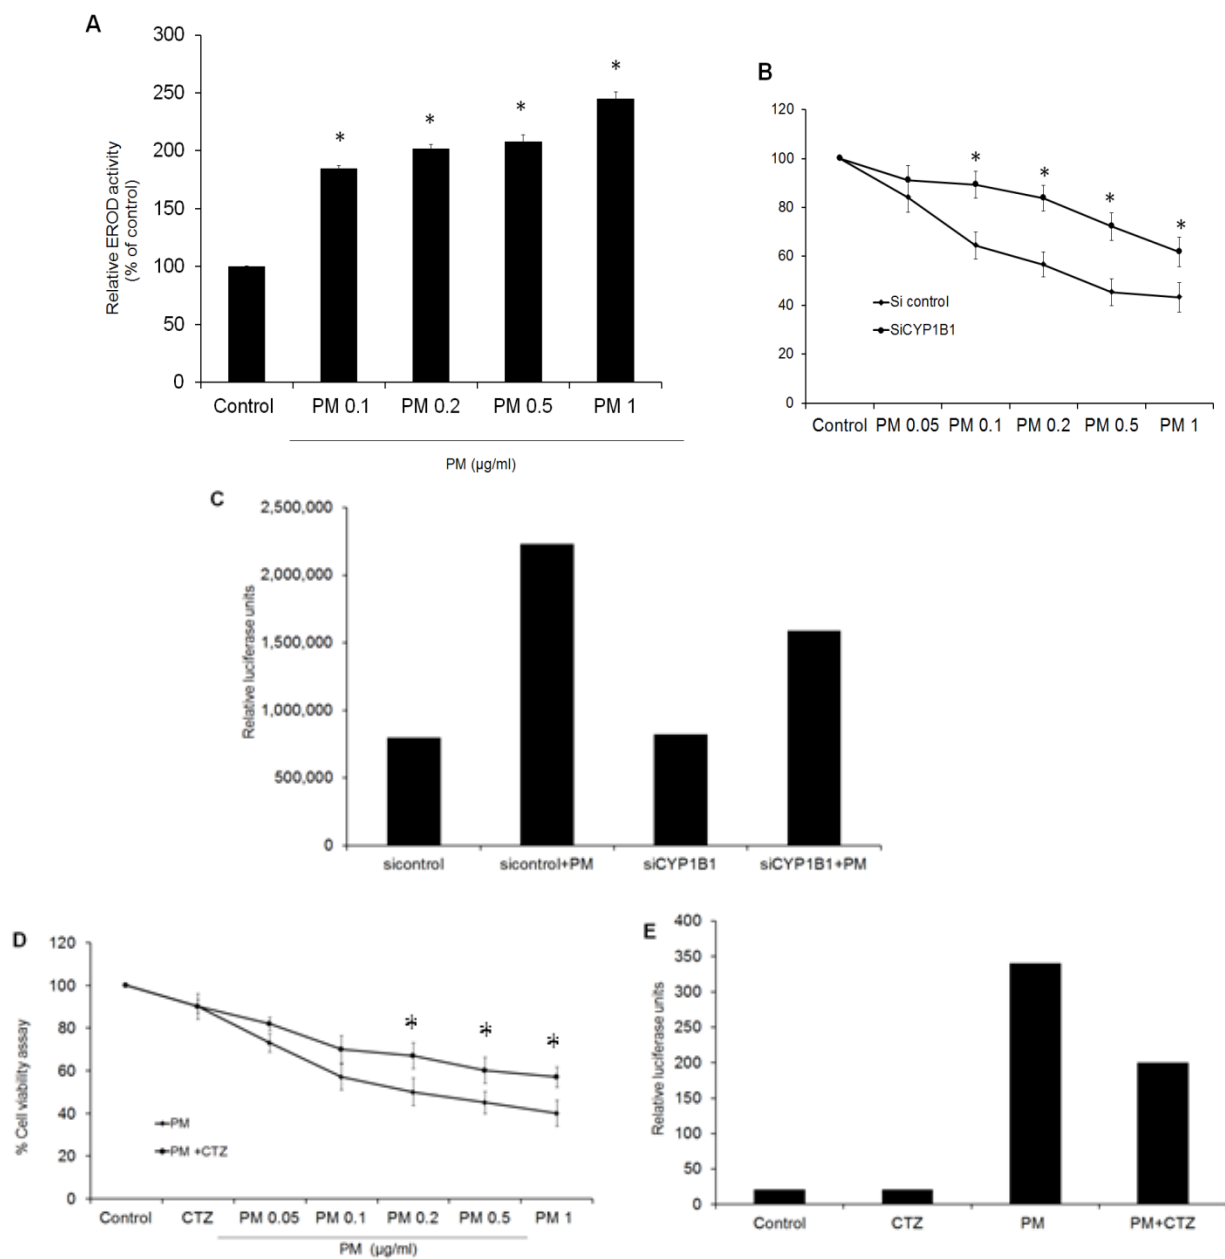 A
300
250
200
150
100
50
0
Relative EROD activity
(% of control)
*
*
*
*
Control PM 0.1 PM 0.2 PM 0.5 PM 1
PM (µg/ml)
B
120
100
80
60
40
20
0
*
*
*
*
Si control
SiCYP1B1
Control PM 0.05 PM 0.1 PM 0.2 PM 0.5 PM 1
C
2,500,000
2,000,000
1,500,000
1,000,000
500,000
0
Relative luciferase units
sicontrol sicontrol+PM siCYP1B1 siCYP1B1+PM
D
120
100
80
60
40
20
0
% Cell viability assay
*
*
*
PM
PM +CTZ
Control CTZ PM 0.05 PM 0.1 PM 0.2 PM 0.5 PM 1
PM (µg/ml)
E
400
350
300
250
200
150
100
50
0
Relative luciferase units
Control CTZ PM PM+CTZ